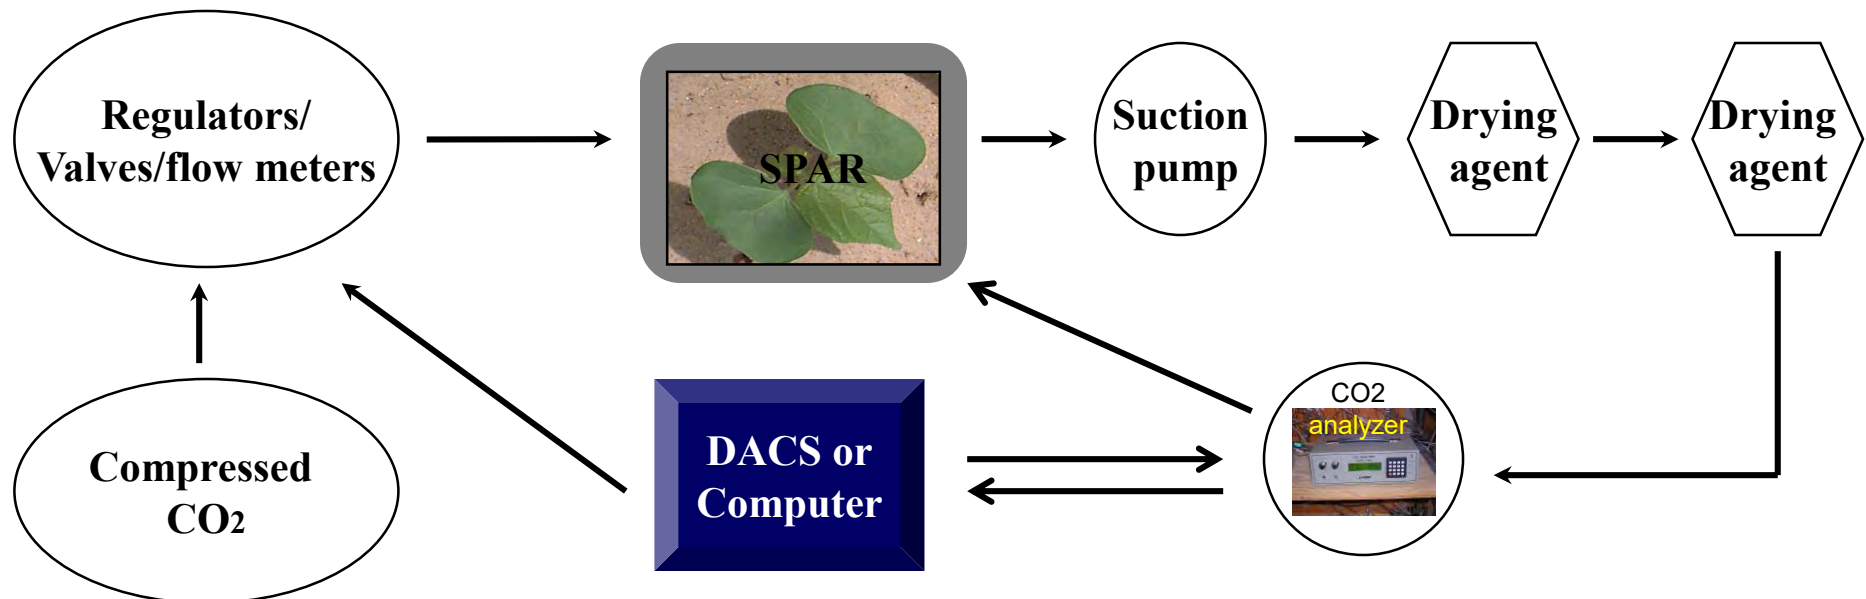 Regulators/
Valves/flow meters
SPAR
Suction
pump
Drying
agent
Drying
agent
Compressed
CO2
DACS or
Computer
CO2
analyzer